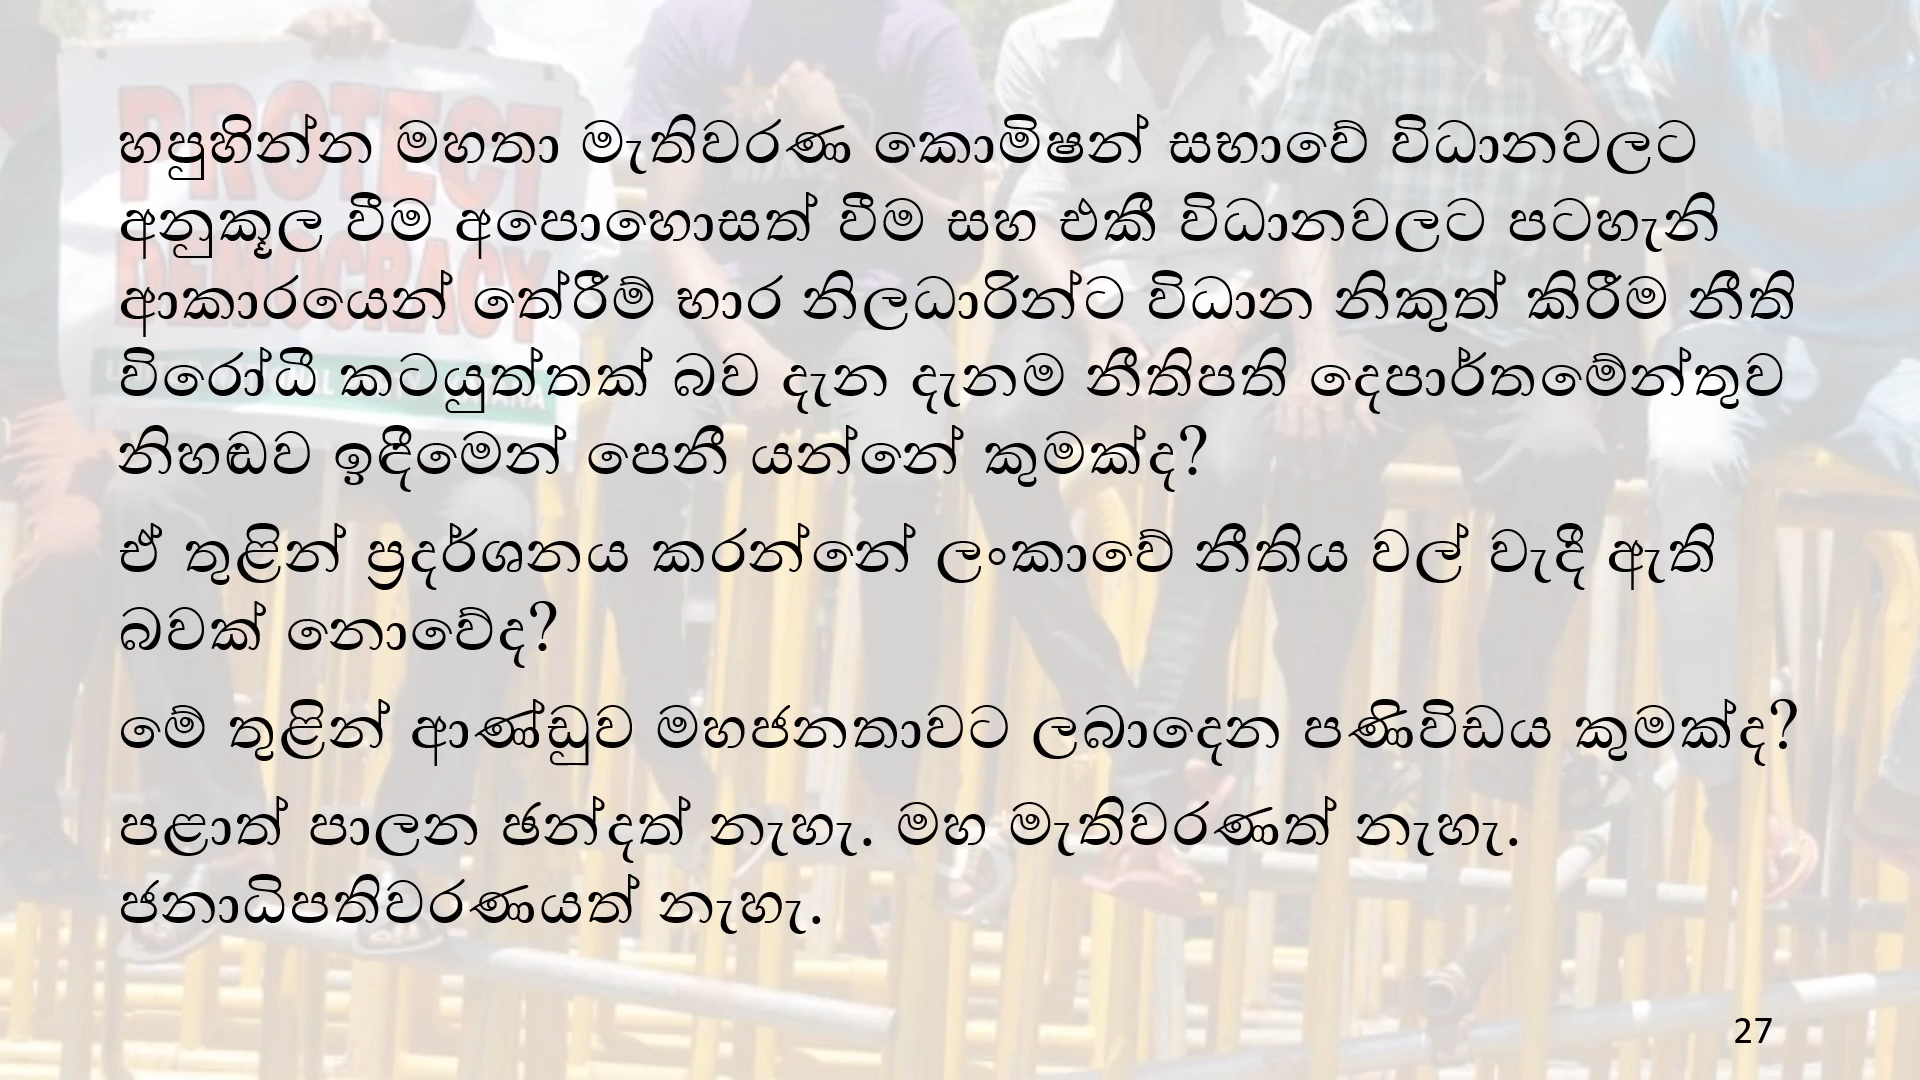 PROTECT
DEMOCRACY
හපුහින්න මහතා මැතිවරණ කොමිෂන් සභාවේ විධානවලට
අනුකූල වීම අපොහොසත් වීම සහ එකී විධානවලට පටහැනි
ආකාරයෙන් තේරීම් භාර නිලධාරින්ට විධාන නිකුත් කිරීම නීති
විරෝධී කටයුත්තක් බව දැන දැනම නීතිපති දෙපාර්තමේන්තුව
නිහඬව ඉඳීමෙන් පෙනී යන්නේ කුමක්ද?
ඒ තුළින් ප්‍රදර්ශනය කරන්නේ ලංකාවේ නීතිය වල් වැදී ඇති
බවක් නොවේද?
මේ තුළින් ආණ්ඩුව මහජනතාවට ලබාදෙන පණිවිඩය කුමක්ද?
පළාත් පාලන ඡන්දත් නැහැ. මහ මැතිවරණත් නැහැ.
ජනාධිපතිවරණයත් නැහැ.
27